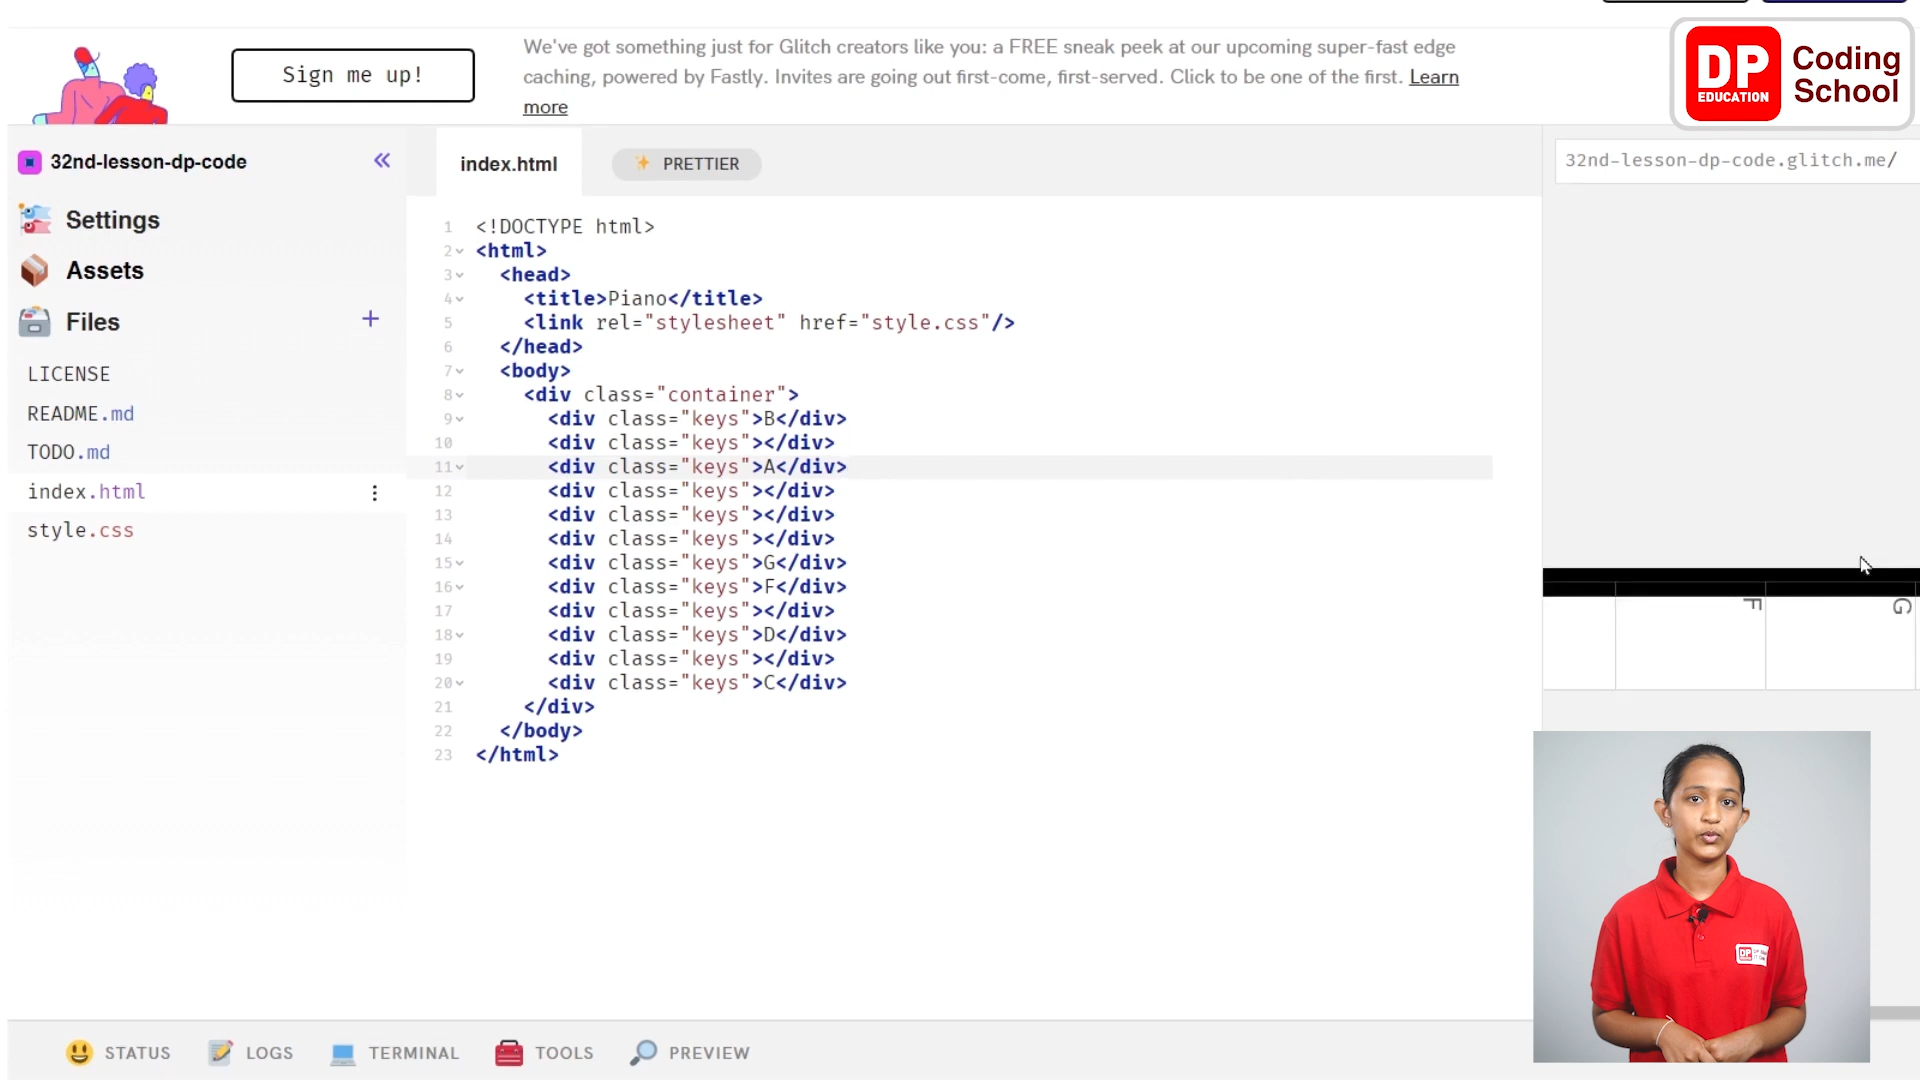 Sign me up!
We've got something just for Glitch creators like you: a FREE sneak peek at our upcoming super-fast edge
caching, powered by Fastly. Invites are going out first-come, first-served. Click to be one of the first. Learn
more
DP
EDUCATION
Coding
School
32nd-lesson-dp-code
Settings
Assets
Files
LICENSE
README.md
TODO.md
index.html
style.css
index.html
PRETTIER
1 <!DOCTYPE html>
2 <html>
3 <head>
4 <title>Piano</title>
5 <link rel="stylesheet" href="style.css"/>
6 </head>
7 <body>
8 <div class="container">
9 <div class="keys">B</div>
10 <div class="keys"></div>
11 <div class="keys">A</div>
12 <div class="keys"></div>
13 <div class="keys"></div>
14 <div class="keys"></div>
15 <div class="keys">G</div>
16 <div class="keys">F</div>
17 <div class="keys"></div>
18 <div class="keys">D</div>
19 <div class="keys"></div>
20 <div class="keys">C</div>
21 </div>
22 </body>
23 </html>
32nd-lesson-dp-code.glitch.me/
F
G
DP
STATUS
LOGS
TERMINAL
TOOLS
PREVIEW